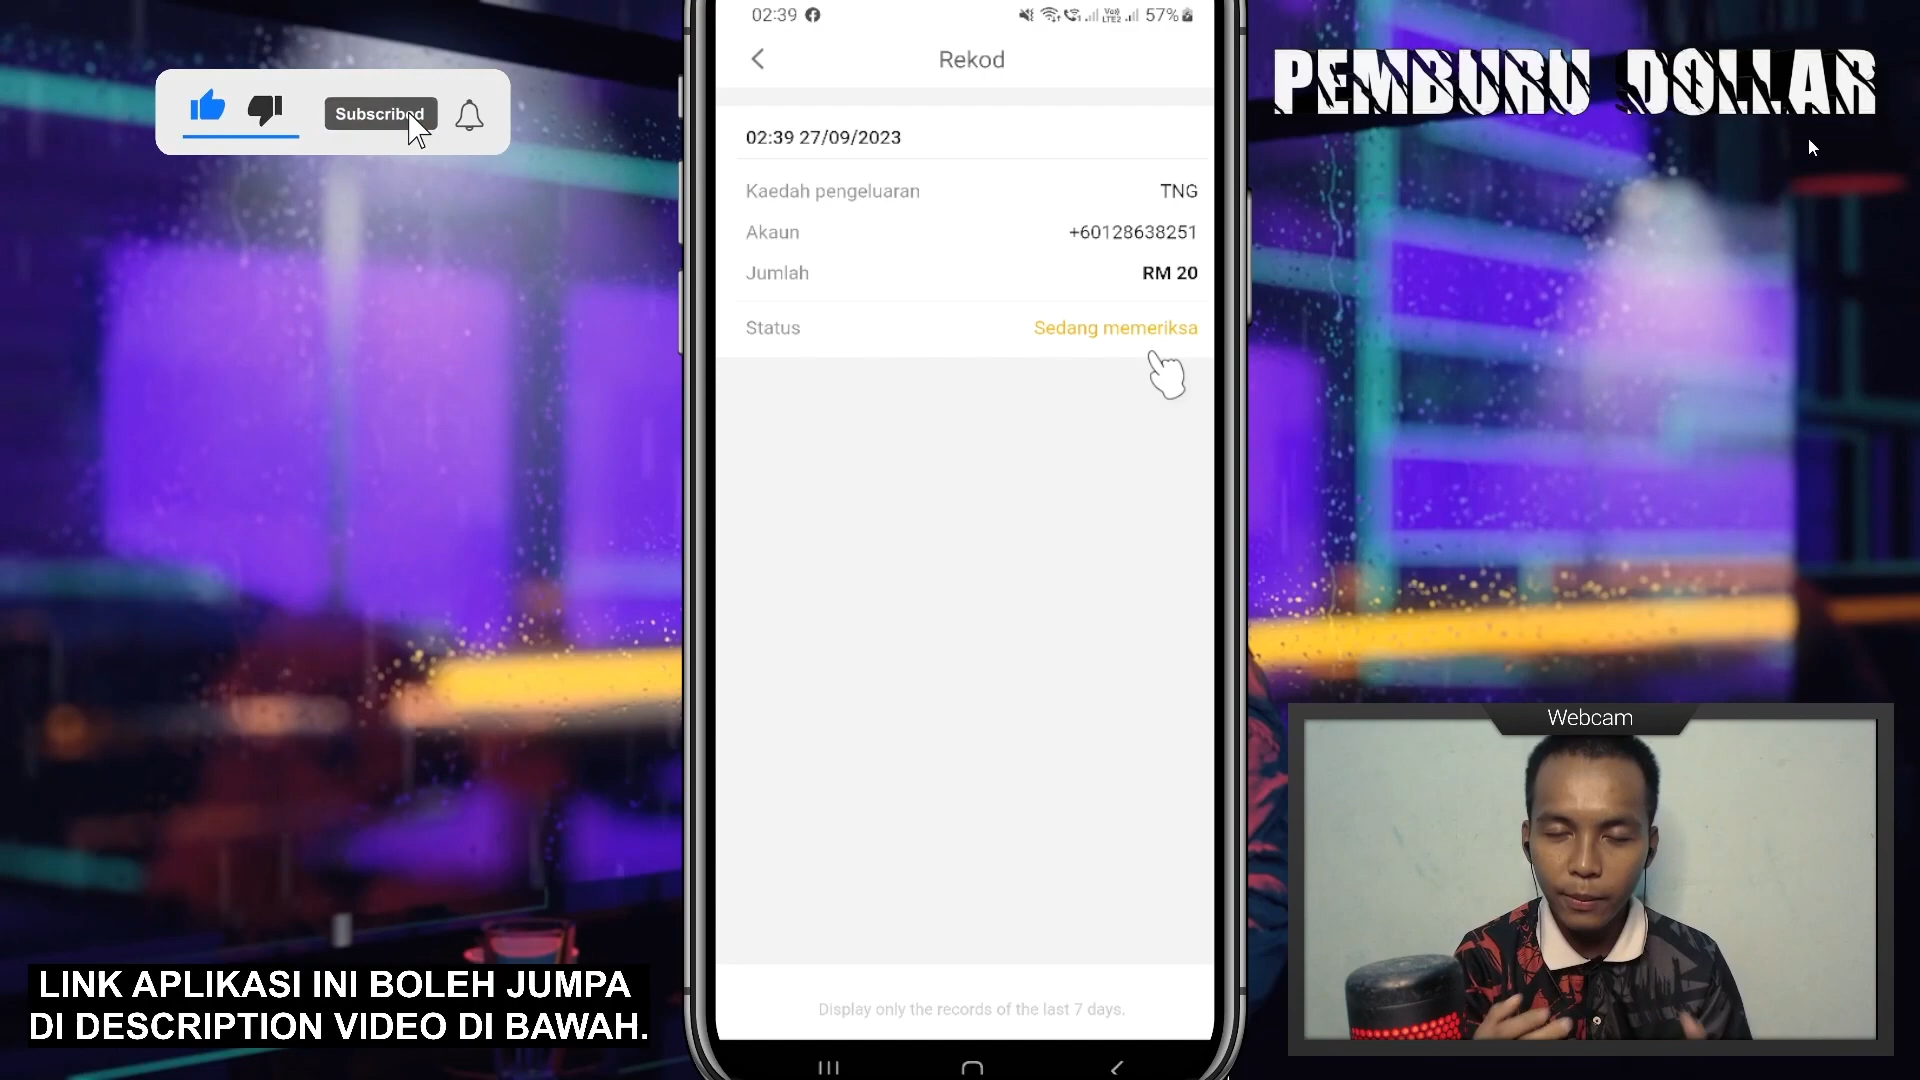 02:39
Vo))
LTE2
57%
Rekod
PEMBURU DOLLAR
Subscribed
02:39 27/09/2023
Kaedah pengeluaran TNG
Akaun +60128638251
Jumlah RM 20
Status Sedang memeriksa
Webcam
LINK APLIKASI INI BOLEH JUMPA
DI DESCRIPTION VIDEO DI BAWAH.
Display only the records of the last 7 days.